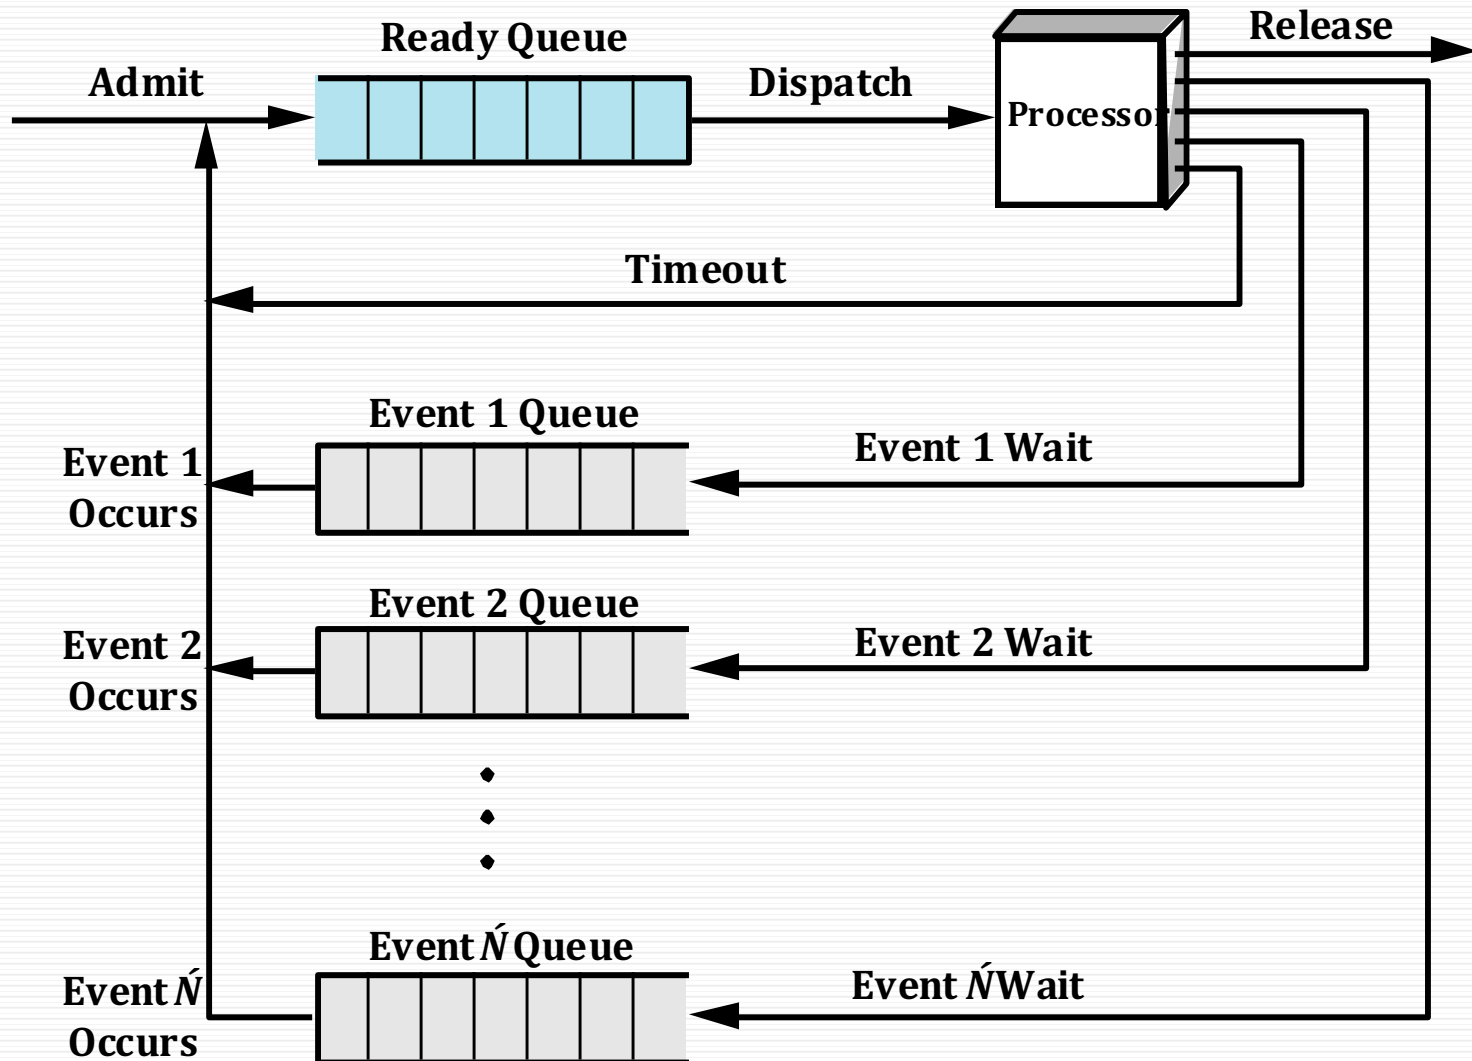 Release
Ready Queue
Admit
Dispatch
Processor
Timeout
Event 1 Queue
Event 1 Wait
Event 1
Occurs
Event 2 Queue
Event 2 Wait
Event 2
Occurs
Event Ń Queue
Event Ń Wait
Event Ń
Occurs